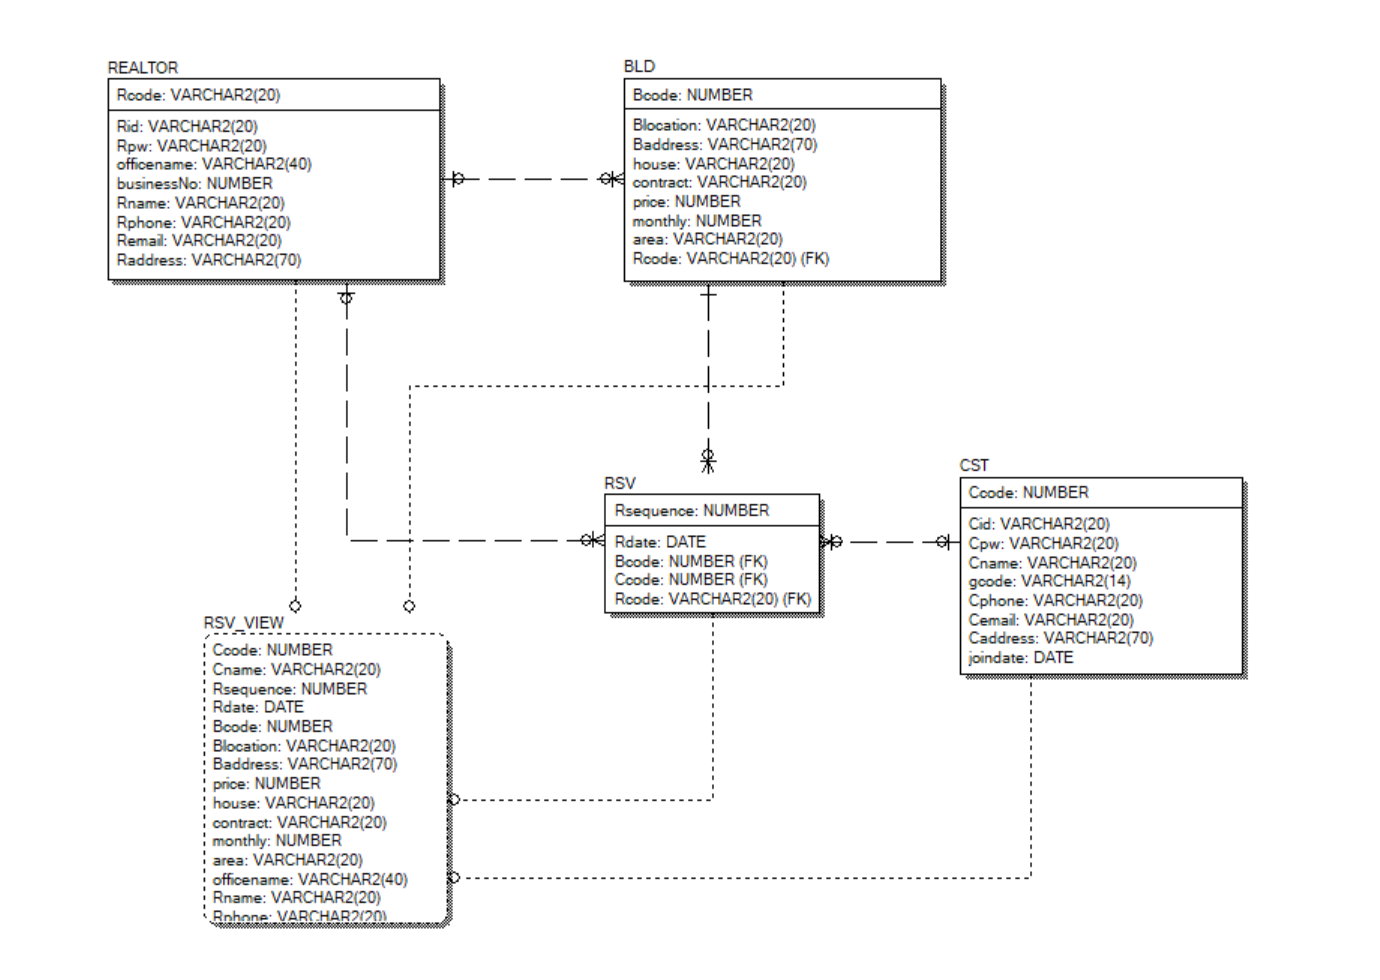 REALTOR
Rcode: VARCHAR2(20)
Rid: VARCHAR2(20)
Rpw: VARCHAR2(20)
officename: VARCHAR2(40)
businessNo: NUMBER
Rname: VARCHAR2(20)
Rphone: VARCHAR2(20)
Remail: VARCHAR2(20)
Raddress: VARCHAR2(70)
BLD
Bcode: NUMBER
Blocation: VARCHAR2(20)
Baddress: VARCHAR2(70)
house: VARCHAR2(20)
contract: VARCHAR2(20)
price: NUMBER
monthly: NUMBER
area: VARCHAR2(20)
Rcode: VARCHAR2(20) (FK)
RSV
Rsequence: NUMBER
Rdate: DATE
Bcode: NUMBER (FK)
Ccode: NUMBER (FK)
Rcode: VARCHAR2(20) (FK)
CST
Ccode: NUMBER
Cid: VARCHAR2(20)
Cpw: VARCHAR2(20)
Cname: VARCHAR2(20)
gcode: VARCHAR2(14)
Cphone: VARCHAR2(20)
Cemail: VARCHAR2(20)
Caddress: VARCHAR2(70)
joindate: DATE
RSV_VIEW
Ccode: NUMBER
Cname: VARCHAR2(20)
Rsequence: NUMBER
Rdate: DATE
Bcode: NUMBER
Blocation: VARCHAR2(20)
Baddress: VARCHAR2(70)
price: NUMBER
house: VARCHAR2(20)
contract: VARCHAR2(20)
monthly: NUMBER
area: VARCHAR2(20)
officename: VARCHAR2(40)
Rname: VARCHAR2(20)
Rphone: VARCHAR2(20)